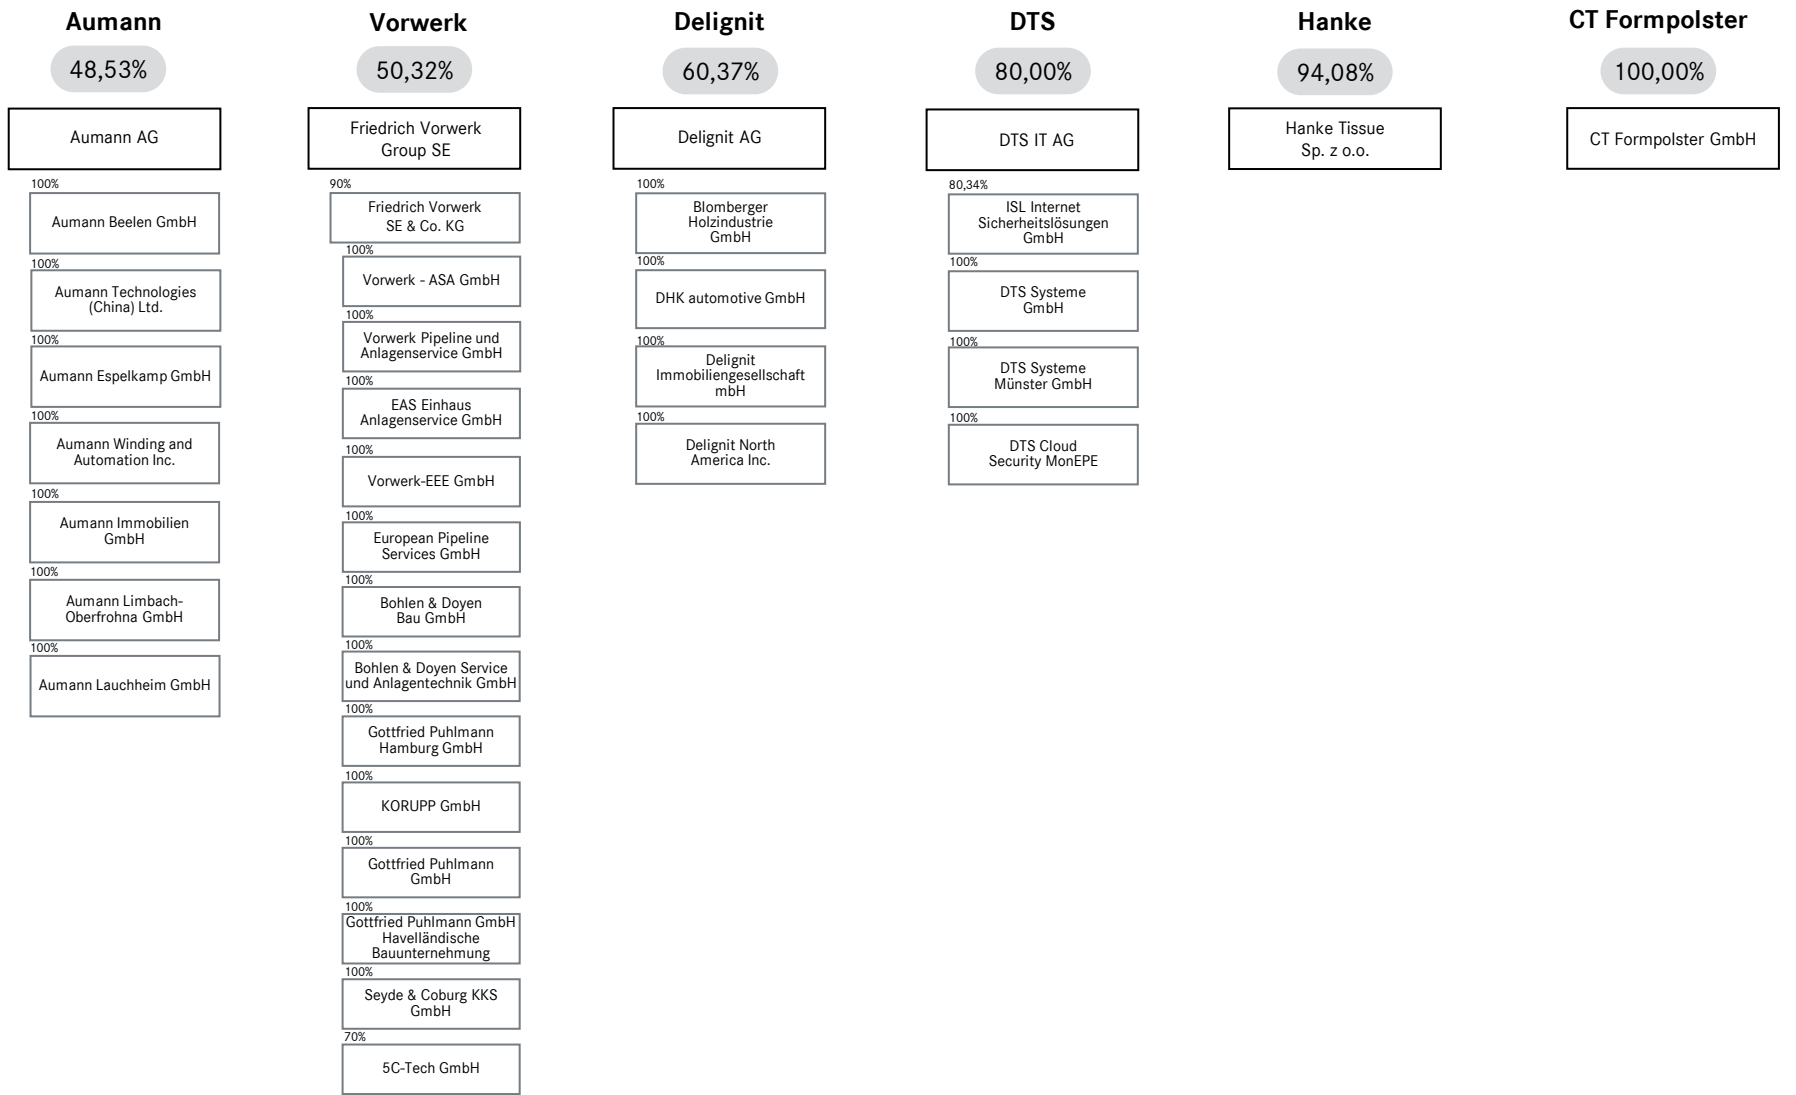 Aumann
48,53%
Aumann AG
100%
Aumann Beelen GmbH
100%
Aumann Technologies
(China) Ltd.
100%
Aumann Espelkamp GmbH
100%
Aumann Winding and
Automation Inc.
100%
Aumann Immobilien
GmbH
100%
Aumann Limbach-
Oberfrohna GmbH
100%
Aumann Lauchheim GmbH
Vorwerk
50,32%
Friedrich Vorwerk
Group SE
90%
Friedrich Vorwerk
SE & Co. KG
100%
Vorwerk - ASA GmbH
100%
Vorwerk Pipeline und
Anlagenservice GmbH
100%
EAS Einhaus
Anlagenservice GmbH
100%
Vorwerk-EEE GmbH
100%
European Pipeline
Services GmbH
100%
Bohlen & Doyen
Bau GmbH
100%
Bohlen & Doyen Service
und Anlagentechnik GmbH
100%
Gottfried Puhlmann
Hamburg GmbH
100%
KORUPP GmbH
100%
Gottfried Puhlmann
GmbH
100%
Gottfried Puhlmann GmbH
Havelländische
Bauunternehmung
100%
Seyde & Coburg KKS
GmbH
70%
5C-Tech GmbH
Delignit
60,37%
Delignit AG
100%
Blomberger
Holzindustrie
GmbH
100%
DHK automotive GmbH
100%
Delignit
Immobiliengesellschaft
mbH
100%
Delignit North
America Inc.
DTS
80,00%
DTS IT AG
80,34%
ISL Internet
Sicherheitslösungen
GmbH
100%
DTS Systeme
GmbH
100%
DTS Systeme
Münster GmbH
100%
DTS Cloud
Security MonEPE
Hanke
94,08%
Hanke Tissue
Sp. z o.o.
CT Formpolster
100,00%
CT Formpolster GmbH